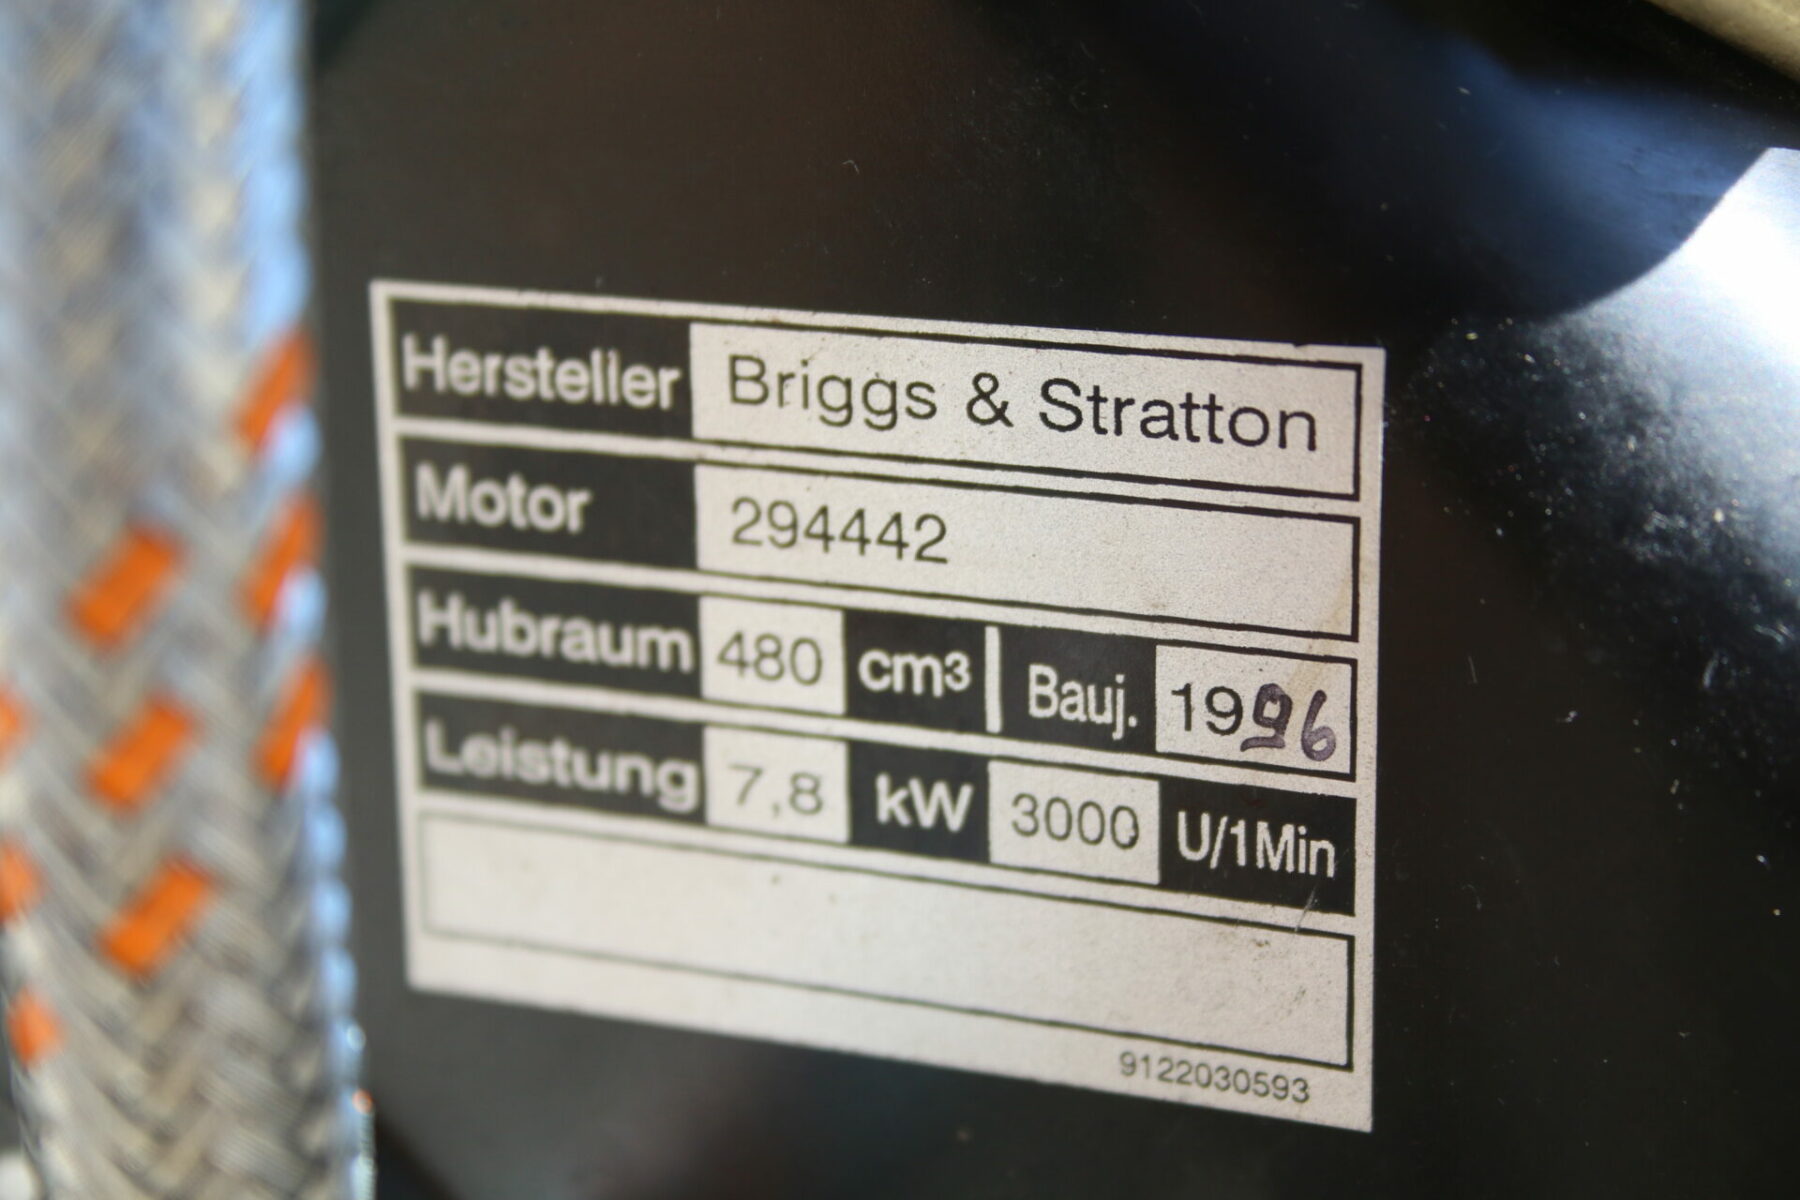 Hersteller Briggs & Stratton
Motor 294442
Hubraum 480 cm³ | Bauj. 1996
Leistung 7,8 kW 3000 U/1Min
9122030593